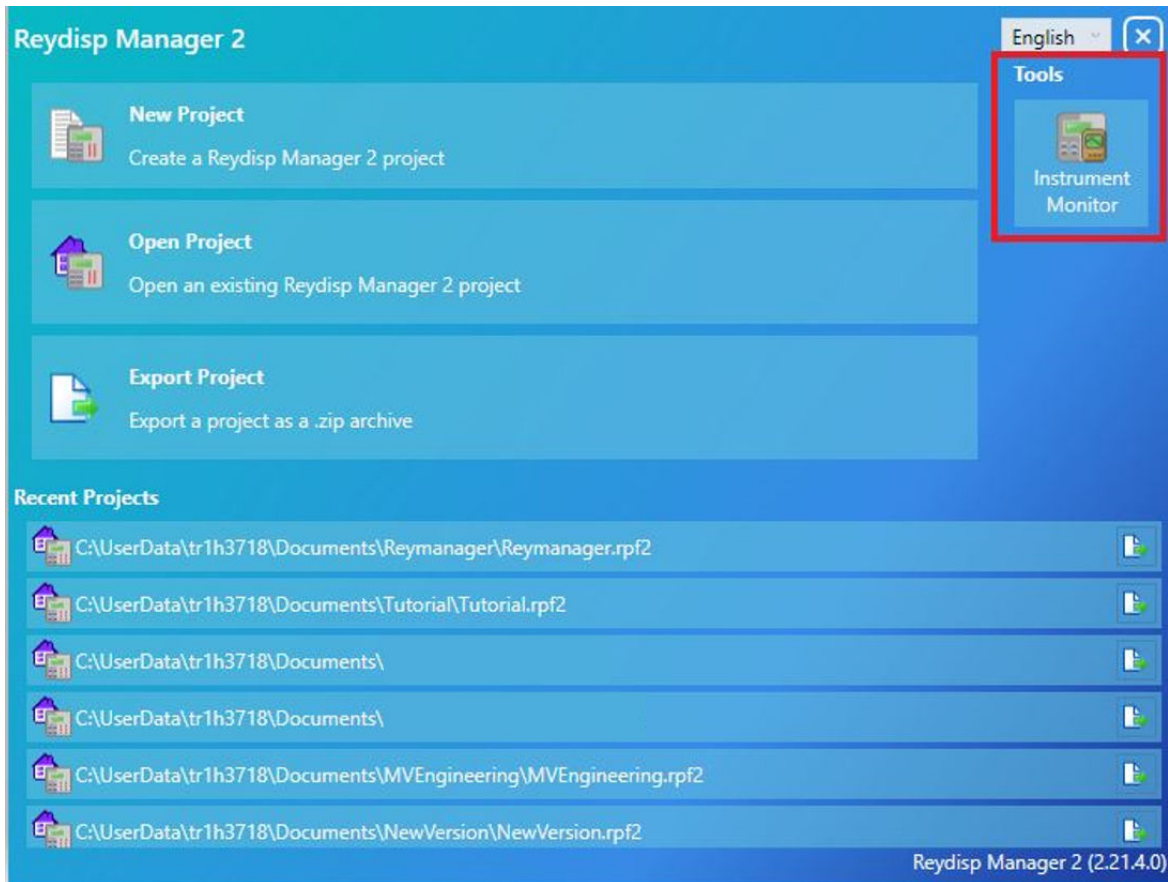 Reydisp Manager 2
English
Tools
Instrument
Monitor
New Project
Create a Reydisp Manager 2 project
Open Project
Open an existing Reydisp Manager 2 project
Export Project
Export a project as a .zip archive
Recent Projects
C:\UserData\tr1h3718\Documents\Reymanager\Reymanager.rpf2
C:\UserData\tr1h3718\Documents\Tutorial\Tutorial.rpf2
C:\UserData\tr1h3718\Documents\
C:\UserData\tr1h3718\Documents\
C:\UserData\tr1h3718\Documents\MVEngineering\MVEngineering.rpf2
C:\UserData\tr1h3718\Documents\NewVersion\NewVersion.rpf2
Reydisp Manager 2 (2.21.4.0)